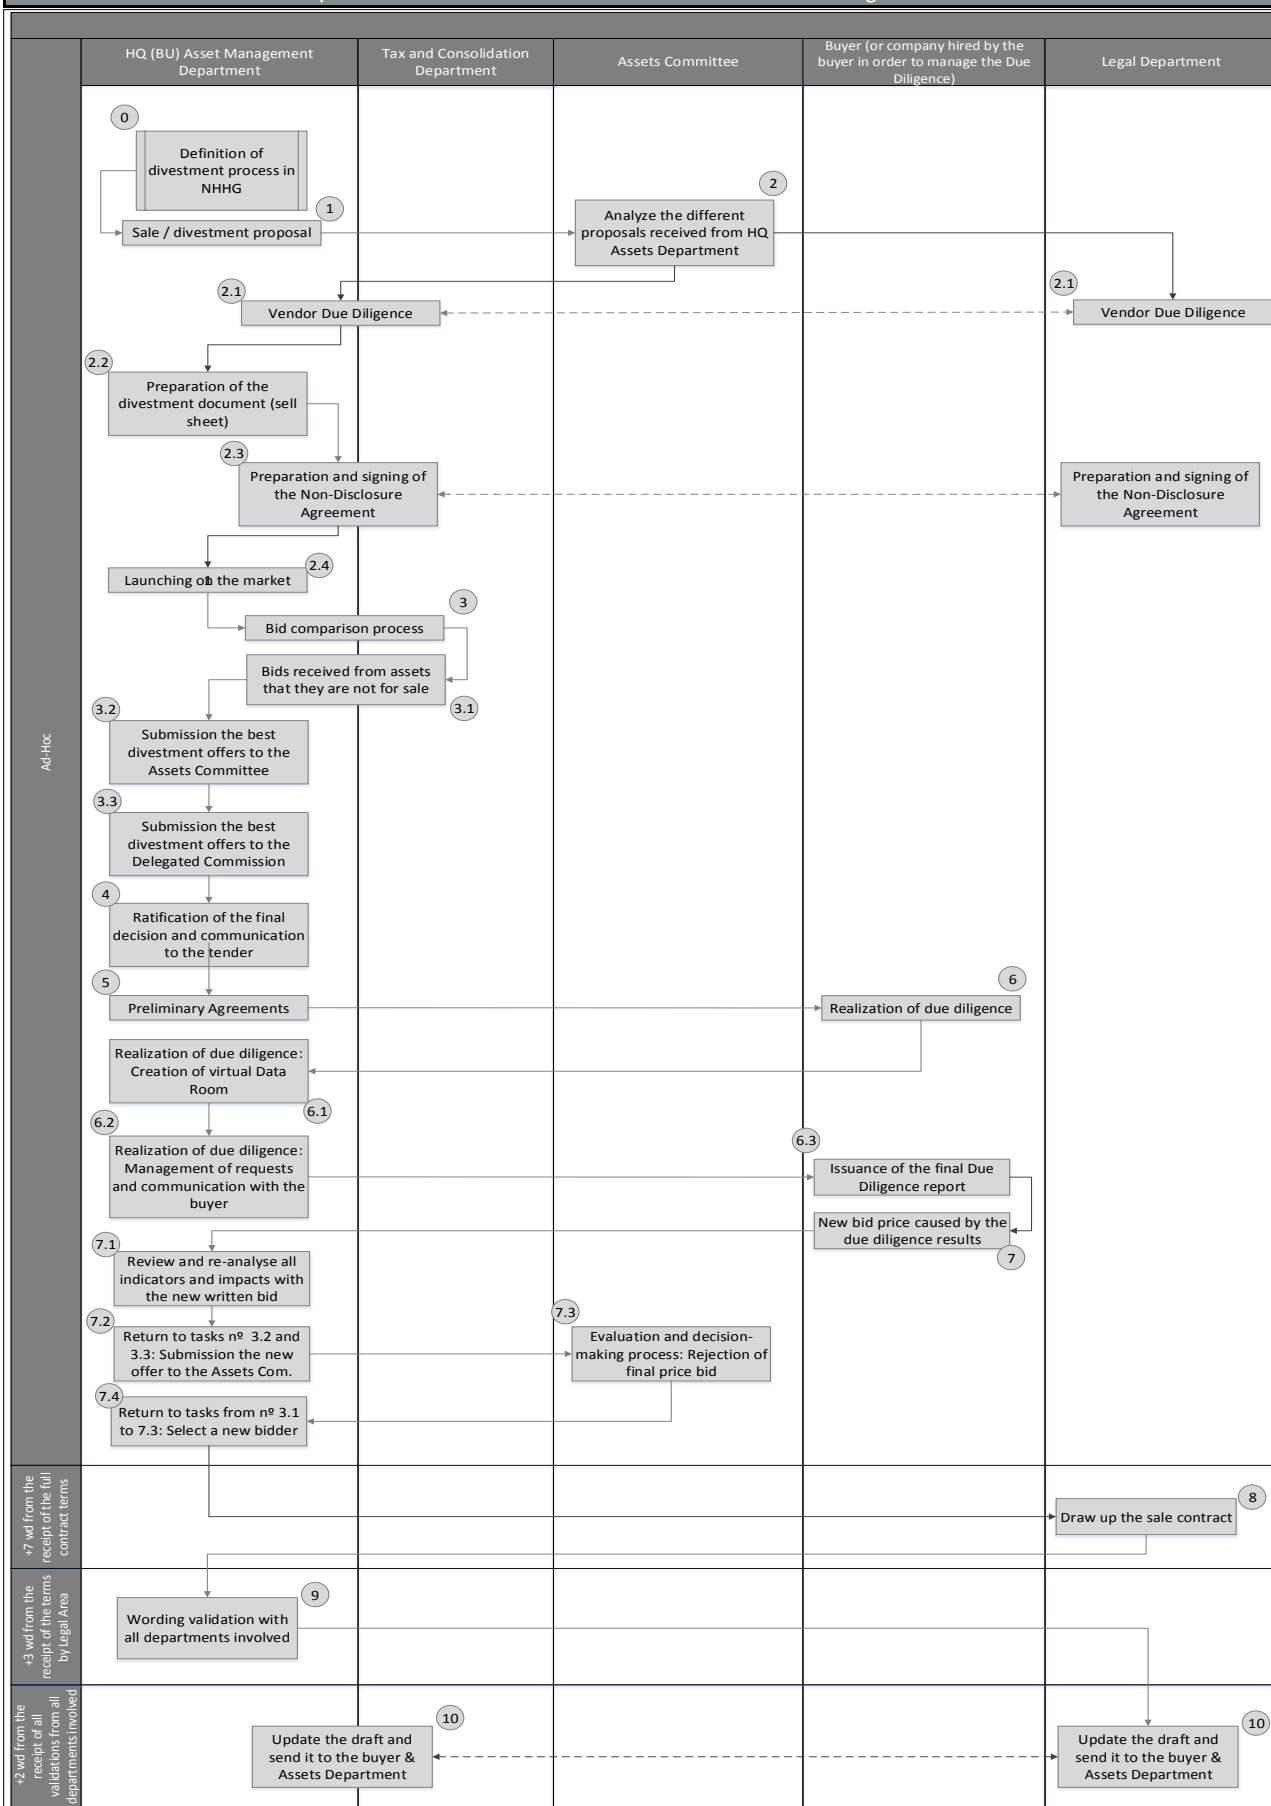 HQ (BU) Asset Management
Department
Tax and Consolidation
Department
Assets Committee
Buyer (or company hired by the
buyer in order to manage the Due
Diligence)
Legal Department
Ad-Hoc
0
Definition of
divestment process in
NHHG
1
Sale / divestment proposal
2
Analyze the different
proposals received from HQ
Assets Department
2.1
Vendor Due Diligence
2.1
Vendor Due Diligence
2.2
Preparation of the
divestment document (sell
sheet)
2.3
Preparation and signing of
the Non-Disclosure
Agreement
Preparation and signing of
the Non-Disclosure
Agreement
2.4
Launching on the market
1
3
Bid comparison process
Bids received from assets
that they are not for sale
3.1
3.2
Submission the best
divestment offers to the
Assets Committee
3.3
Submission the best
divestment offers to the
Delegated Commission
4
Ratification of the final
decision and communication
to the tender
5
Preliminary Agreements
6
Realization of due diligence
Realization of due diligence:
Creation of virtual Data
Room
6.1
6.2
Realization of due diligence:
Management of requests
and communication with the
buyer
6.3
Issuance of the final Due
Diligence report
New bid price caused by the
due diligence results
7
7.1
Review and re-analyse all
indicators and impacts with
the new written bid
7.2
Return to tasks nº 3.2 and
3.3: Submission the new
offer to the Assets Com.
7.3
Evaluation and decision-
making process: Rejection of
final price bid
7.4
Return to tasks from nº 3.1
to 7.3: Select a new bidder
+7 wd from the
receipt of the full
contract terms
8
Draw up the sale contract
+3 wd from the
receipt of the terms
by Legal Area
9
Wording validation with
all departments involved
+2 wd from the
receipt of all
validations from all
departments involved
10
Update the draft and
send it to the buyer &
Assets Department
10
Update the draft and
send it to the buyer &
Assets Department